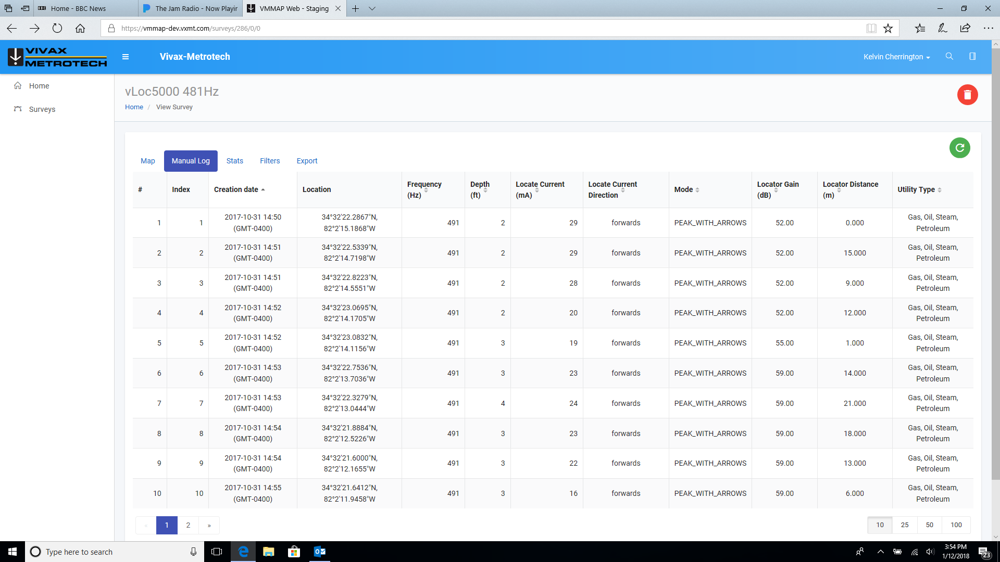 Home - BBC News
The Jam Radio - Now Playir
VMMAP Web - Staging
https://vmmap-dev.vxmt.com/surveys/286/0/0
VIVAX
METROTECH
Vivax-Metrotech
Kelvin Cherrington
Home
Surveys
vLoc5000 481Hz
Home / View Survey
Map Manual Log Stats Filters Export
# Index Creation date Location Frequency (Hz) Depth (ft) Locate Current (mA) Locate Current Direction Mode Locator Gain (dB) Locator Distance (m) Utility Type
1 1 2017-10-31 14:50 (GMT-0400) 34°32'22.2867"N, 82°2'15.1868"W 491 2 29 forwards PEAK_WITH_ARROWS 52.00 0.000 Gas, Oil, Steam, Petroleum
2 2 2017-10-31 14:51 (GMT-0400) 34°32'22.5339"N, 82°2'14.7198"W 491 2 29 forwards PEAK_WITH_ARROWS 52.00 15.000 Gas, Oil, Steam, Petroleum
3 3 2017-10-31 14:51 (GMT-0400) 34°32'22.8223"N, 82°2'14.5551"W 491 2 28 forwards PEAK_WITH_ARROWS 52.00 9.000 Gas, Oil, Steam, Petroleum
4 4 2017-10-31 14:52 (GMT-0400) 34°32'23.0695"N, 82°2'14.1705"W 491 2 20 forwards PEAK_WITH_ARROWS 52.00 12.000 Gas, Oil, Steam, Petroleum
5 5 2017-10-31 14:52 (GMT-0400) 34°32'23.0832"N, 82°2'14.1156"W 491 3 19 forwards PEAK_WITH_ARROWS 55.00 1.000 Gas, Oil, Steam, Petroleum
6 6 2017-10-31 14:53 (GMT-0400) 34°32'22.7536"N, 82°2'13.7036"W 491 3 23 forwards PEAK_WITH_ARROWS 59.00 14.000 Gas, Oil, Steam, Petroleum
7 7 2017-10-31 14:53 (GMT-0400) 34°32'22.3279"N, 82°2'13.0444"W 491 4 24 forwards PEAK_WITH_ARROWS 59.00 21.000 Gas, Oil, Steam, Petroleum
8 8 2017-10-31 14:54 (GMT-0400) 34°32'21.8884"N, 82°2'12.5226"W 491 3 23 forwards PEAK_WITH_ARROWS 59.00 18.000 Gas, Oil, Steam, Petroleum
9 9 2017-10-31 14:54 (GMT-0400) 34°32'21.6000"N, 82°2'12.1655"W 491 3 22 forwards PEAK_WITH_ARROWS 59.00 13.000 Gas, Oil, Steam, Petroleum
10 10 2017-10-31 14:55 (GMT-0400) 34°32'21.6412"N, 82°2'11.9458"W 491 3 16 forwards PEAK_WITH_ARROWS 59.00 6.000 Gas, Oil, Steam, Petroleum
« 1 2 »
10 25 50 100
Type here to search
3:54 PM
1/12/2018
23